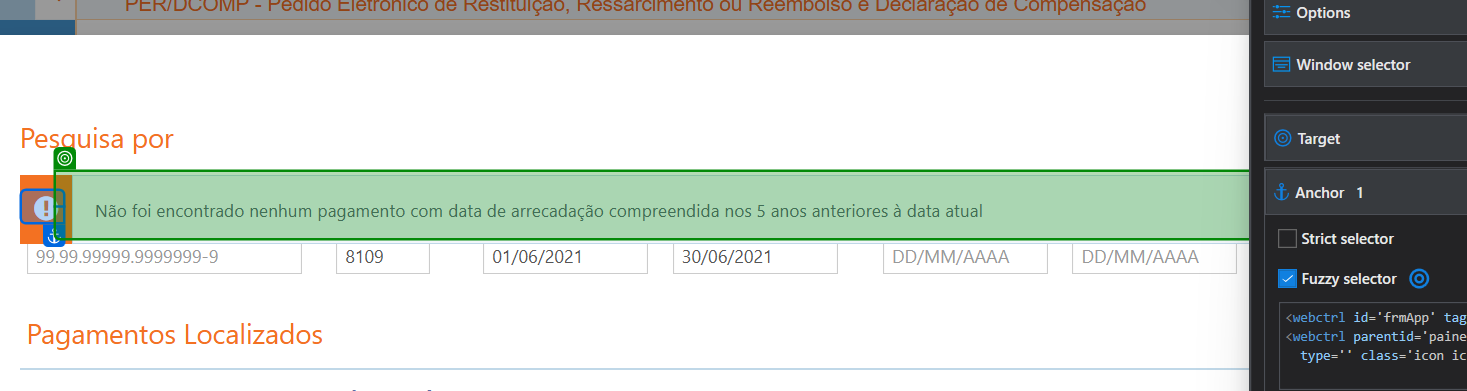 PER/DCOMP - Pedido Eletrônico de Restituição, Ressarcimento ou Reembolso e Declaração de Compensação
Options
Window selector
Pesquisa por
Target
Anchor 1
Não foi encontrado nenhum pagamento com data de arrecadação compreendida nos 5 anos anteriores à data atual
Strict selector
99.99.99999.9999999-9 8109 01/06/2021 30/06/2021 DD/MM/AAAA DD/MM/AAAA
Fuzzy selector
<webctrl id='frmApp' tag
<webctrl parentid='paine
type='' class='icon ic
Pagamentos Localizados